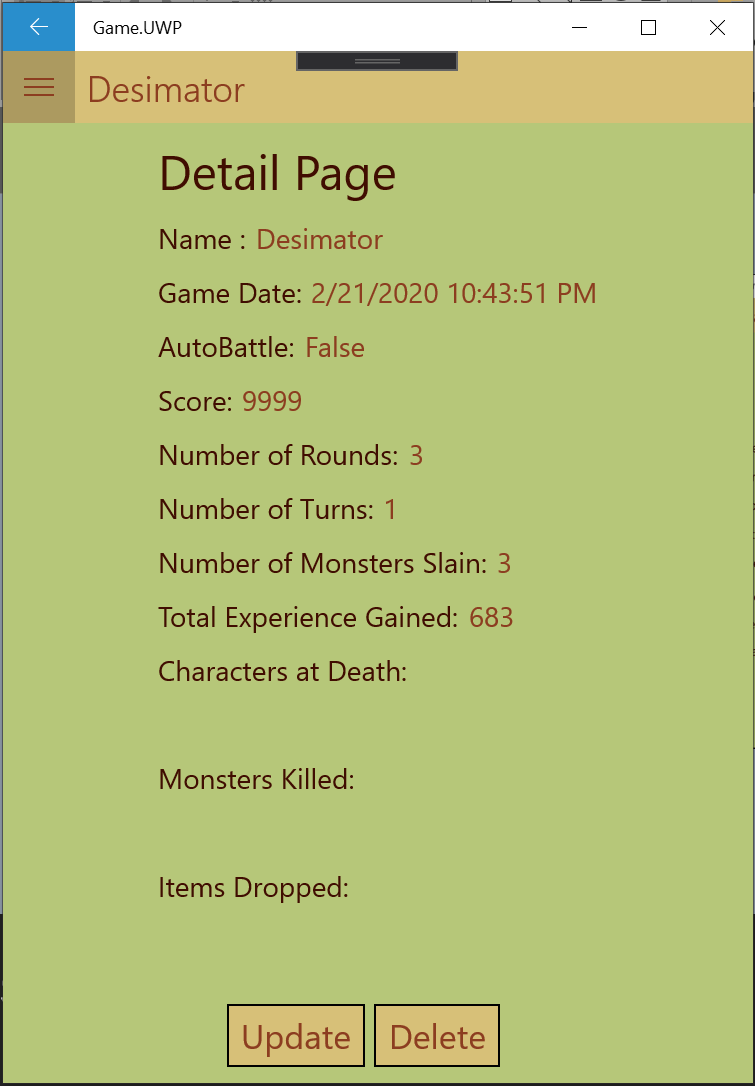 Game.UWP
Desimator
Detail Page
Name : Desimator
Game Date: 2/21/2020 10:43:51 PM
AutoBattle: False
Score: 9999
Number of Rounds: 3
Number of Turns: 1
Number of Monsters Slain: 3
Total Experience Gained: 683
Characters at Death:
Monsters Killed:
Items Dropped:
Update Delete